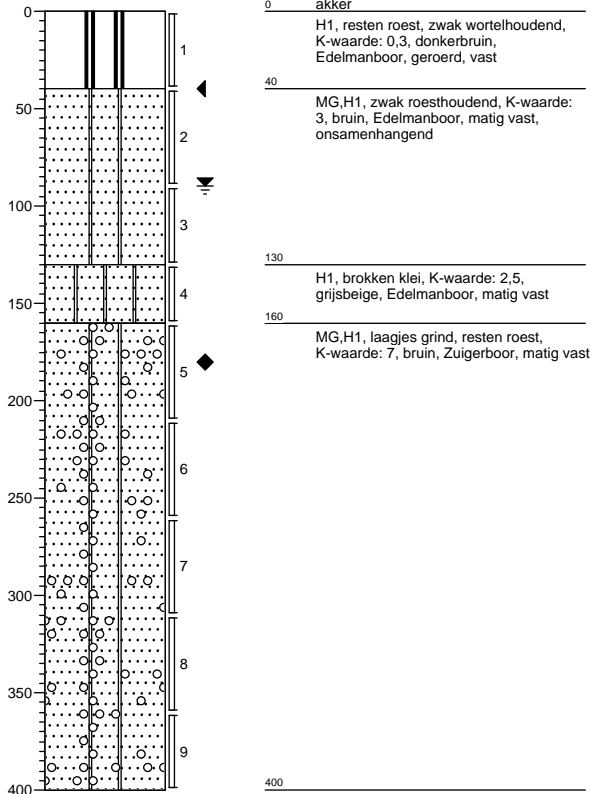 0
50
100
150
200
250
300
350
400
1
2
3
4
5
6
7
8
9
0
akker
H1, resten roest, zwak wortelhoudend,
K-waarde: 0,3, donkerbruin,
Edelmanboor, geroerd, vast
40
MG,H1, zwak roesthoudend, K-waarde:
3, bruin, Edelmanboor, matig vast,
onsamenhangend
130
H1, brokken klei, K-waarde: 2,5,
grijsbeige, Edelmanboor, matig vast
160
MG,H1, laagjes grind, resten roest,
K-waarde: 7, bruin, Zuigerboor, matig vast
400